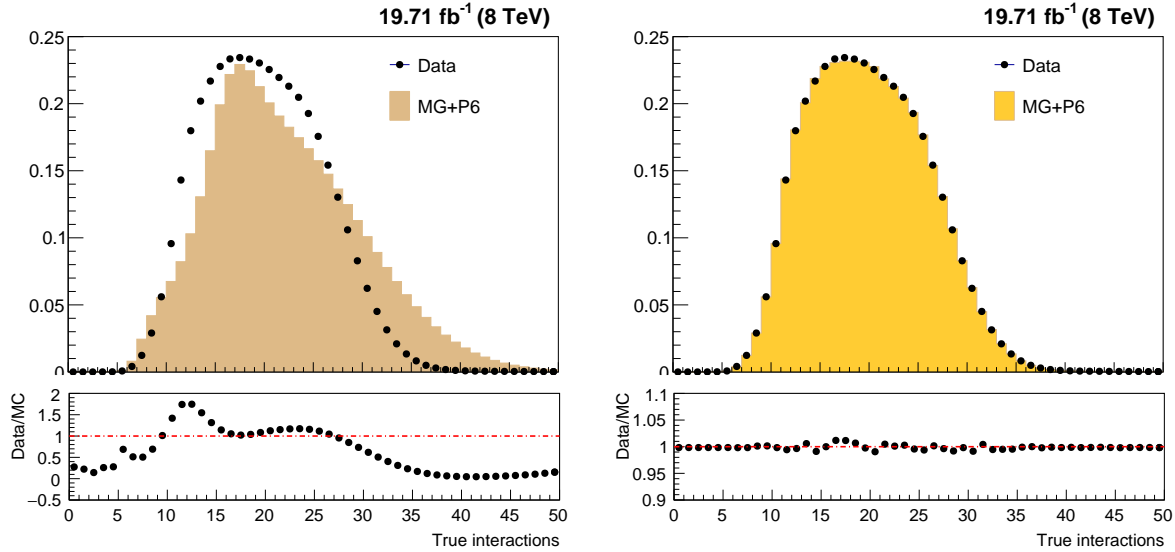 19.71 fb⁻¹ (8 TeV)
0.25
0.2
0.15
0.1
0.05
0
Data
MG+P6
Data/MC
2
1.5
1
0.5
0
−0.5
0 5 10 15 20 25 30 35 40 45 50
True interactions
19.71 fb⁻¹ (8 TeV)
0.25
0.2
0.15
0.1
0.05
0
Data
MG+P6
Data/MC
1.1
1.05
1
0.95
0.9
0 5 10 15 20 25 30 35 40 45 50
True interactions